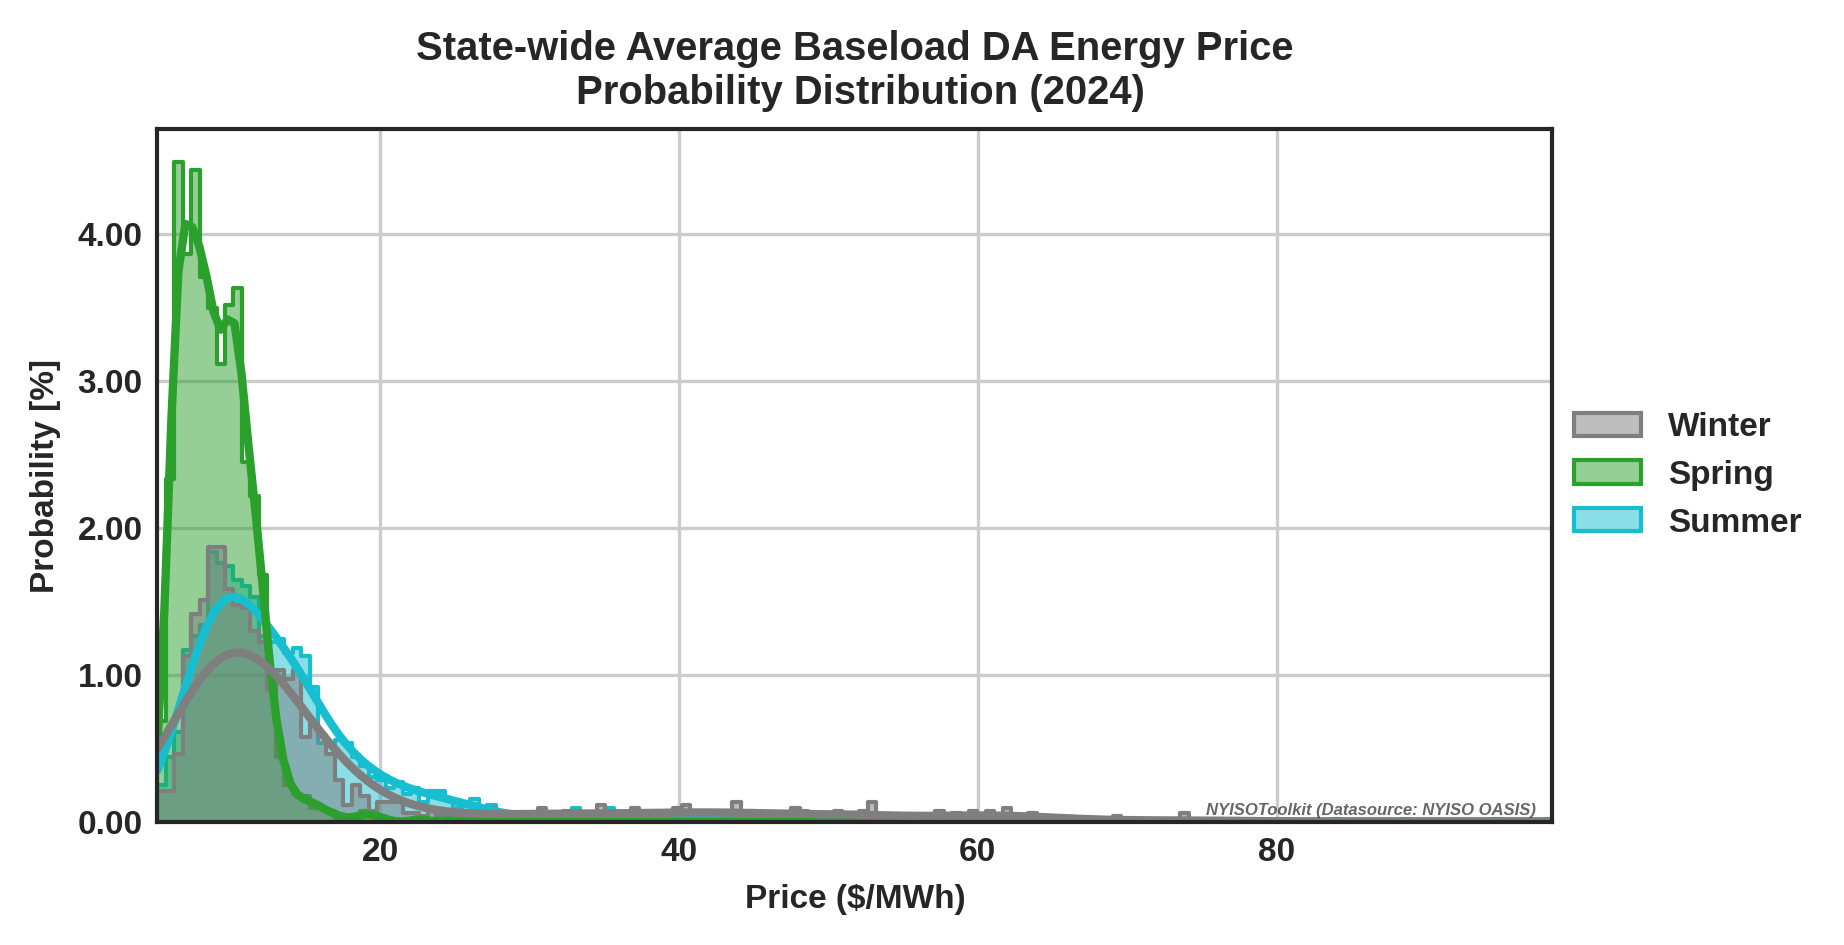 State-wide Average Baseload DA Energy Price
Probability Distribution (2024)
Probability [%]
4.00
3.00
2.00
1.00
0.00
20
40
60
80
Price ($/MWh)
NYISOToolkit (Datasource: NYISO OASIS)
Winter
Spring
Summer